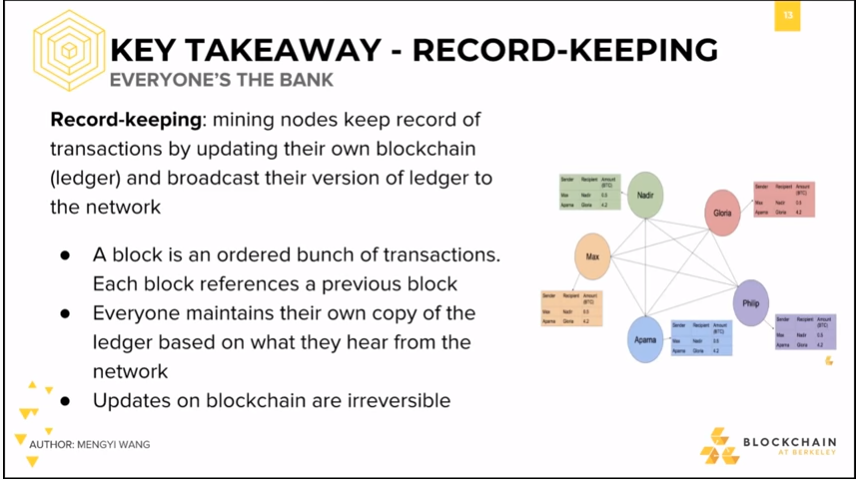 13
KEY TAKEAWAY - RECORD-KEEPING
EVERYONE'S THE BANK
Record-keeping: mining nodes keep record of
transactions by updating their own blockchain
(ledger) and broadcast their version of ledger to
the network
● A block is an ordered bunch of transactions.
Each block references a previous block
● Everyone maintains their own copy of the
ledger based on what they hear from the
network
● Updates on blockchain are irreversible
Nadir
Sender Recipient Amount (BTC)
Max Nadir 0.5
Aparna Gloria 4.2
Gloria
Sender Recipient Amount (BTC)
Max Nadir 0.5
Aparna Gloria 4.2
Max
Sender Recipient Amount (BTC)
Max Nadir 0.5
Aparna Gloria 4.2
Philip
Sender Recipient Amount (BTC)
Max Nadir 0.5
Aparna Gloria 4.2
Aparna
Sender Recipient Amount (BTC)
Max Nadir 0.5
Aparna Gloria 4.2
AUTHOR: MENGYI WANG
BLOCKCHAIN
AT BERKELEY